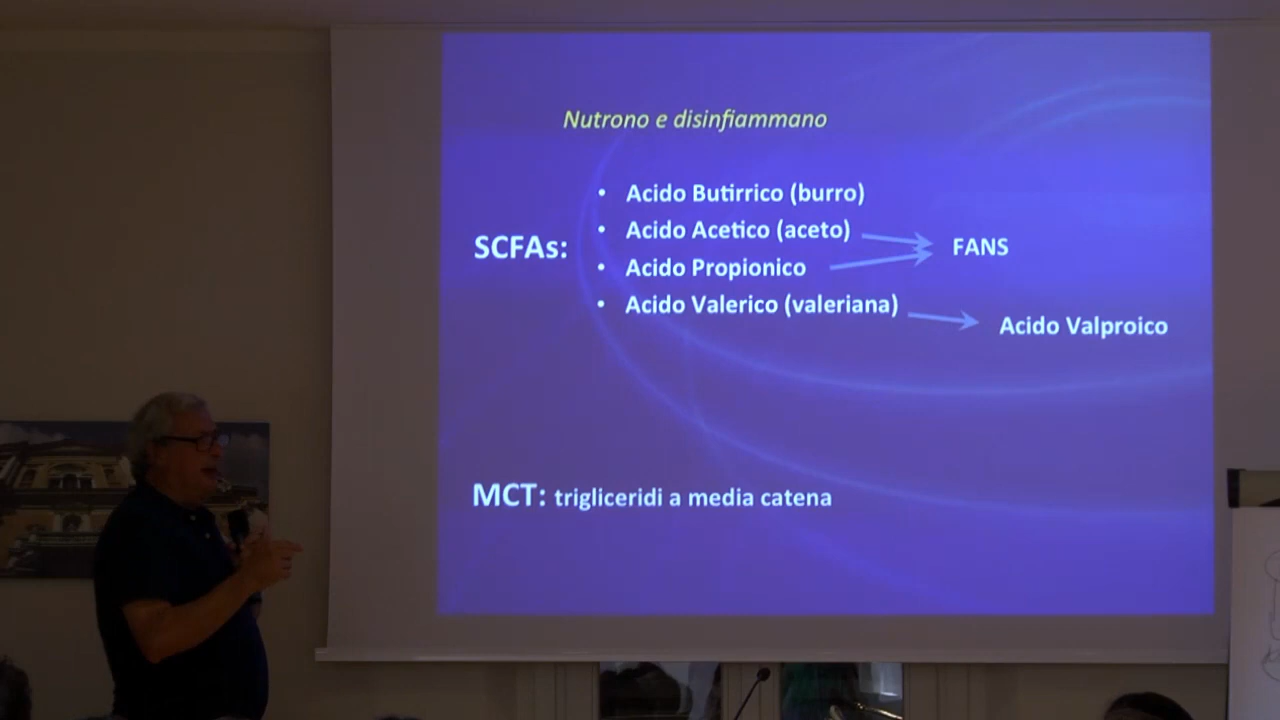 Nutrono e disinfiammano
SCFAs:
• Acido Butirrico (burro)
• Acido Acetico (aceto)
• Acido Propionico
• Acido Valerico (valeriana)
FANS
Acido Valproico
MCT: trigliceridi a media catena